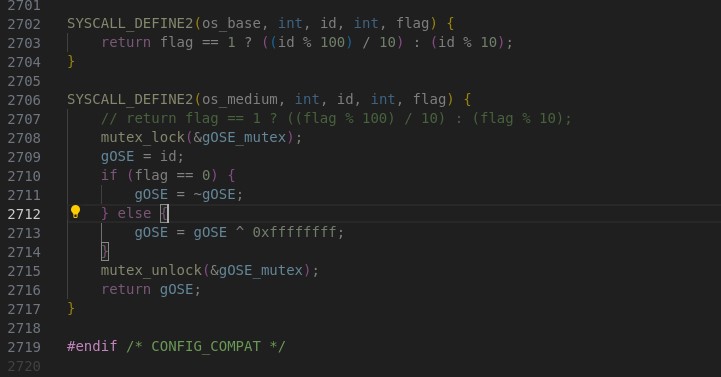 2701
2702 SYSCALL_DEFINE2(os_base, int, id, int, flag) {
2703     return flag == 1 ? ((id % 100) / 10) : (id % 10);
2704 }
2705
2706 SYSCALL_DEFINE2(os_medium, int, id, int, flag) {
2707     // return flag == 1 ? ((flag % 100) / 10) : (flag % 10);
2708     mutex_lock(&gOSE_mutex);
2709     gOSE = id;
2710     if (flag == 0) {
2711         gOSE = ~gOSE;
2712     } else {
2713         gOSE = gOSE ^ 0xffffffff;
2714     }
2715     mutex_unlock(&gOSE_mutex);
2716     return gOSE;
2717 }
2718
2719 #endif /* CONFIG_COMPAT */
2720